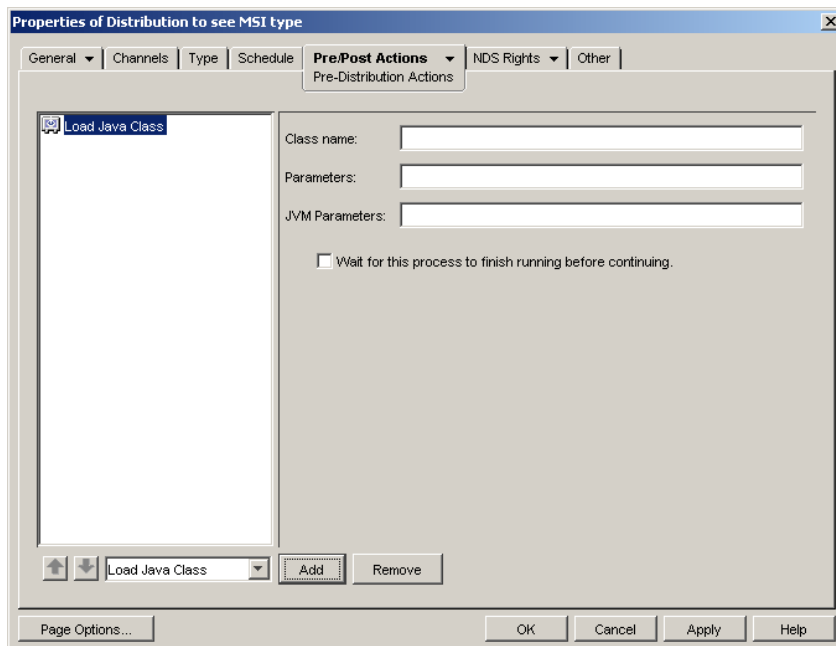 Properties of Distribution to see MSI type
General Channels Type Schedule Pre/Post Actions NDS Rights Other
Pre-Distribution Actions
Load Java Class
Class name:
Parameters:
JVM Parameters:
Wait for this process to finish running before continuing.
Load Java Class Add Remove
Page Options... OK Cancel Apply Help